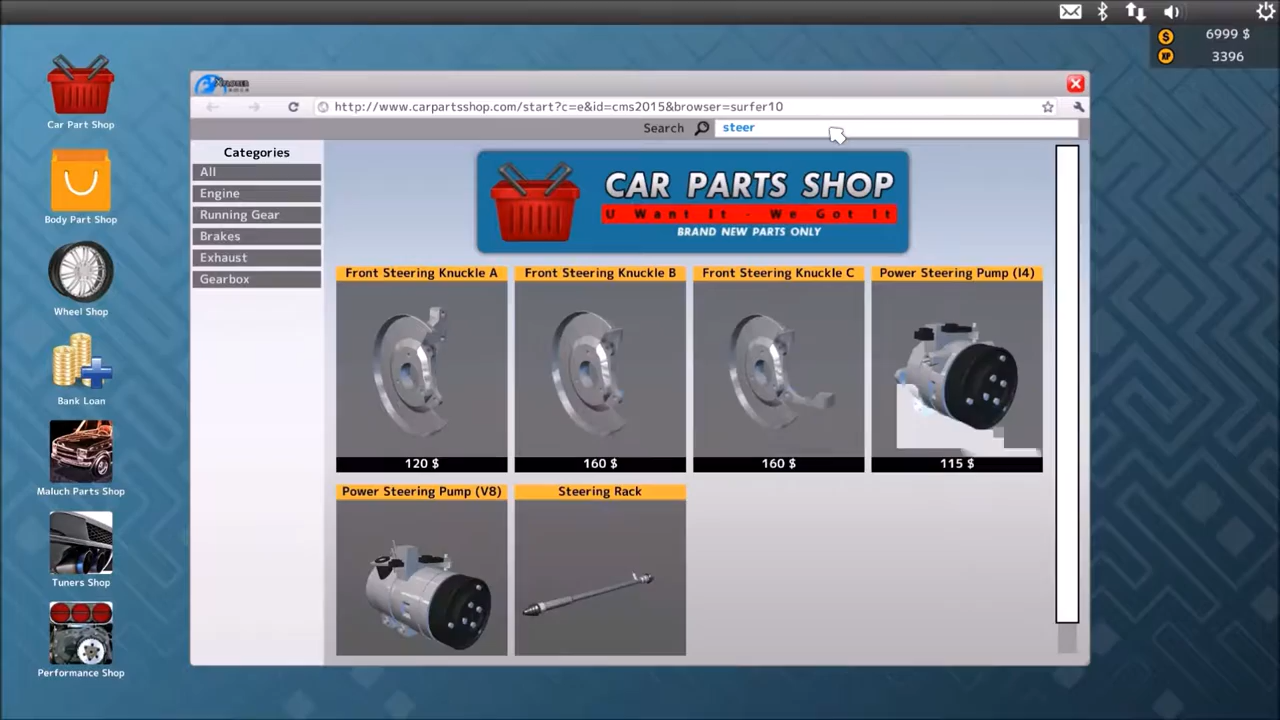 6999 $
3396
http://www.carpartsshop.com/start?c=e&id=cms2015&browser=surfer10
Search steer
Car Part Shop
Body Part Shop
Wheel Shop
Bank Loan
Maluch Parts Shop
Tuners Shop
Performance Shop
Categories
All
Engine
Running Gear
Brakes
Exhaust
Gearbox
CAR PARTS SHOP
U Want It - We Got It
BRAND NEW PARTS ONLY
Front Steering Knuckle A
120 $
Front Steering Knuckle B
160 $
Front Steering Knuckle C
160 $
Power Steering Pump (I4)
115 $
Power Steering Pump (V8)
Steering Rack